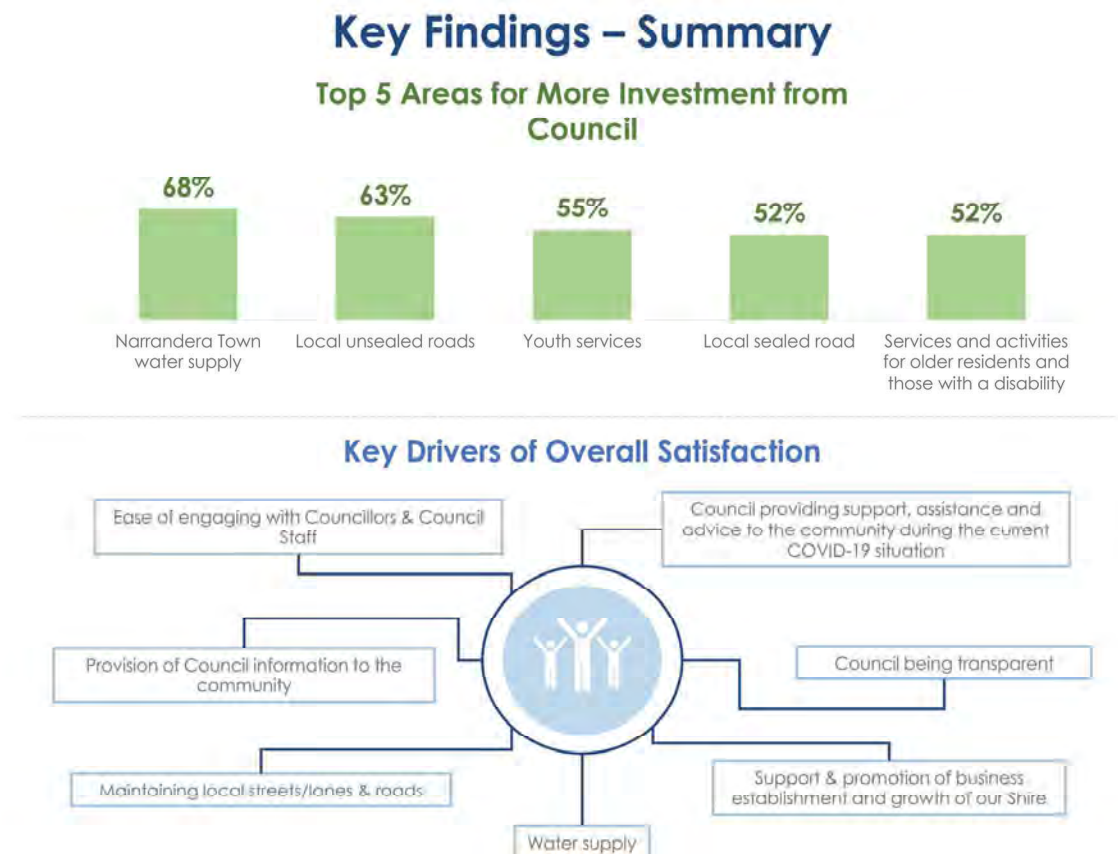 Key Findings – Summary
Top 5 Areas for More Investment from
Council
68%
63%
55%
52%
52%
Narrandera Town
water supply
Local unsealed roads
Youth services
Local sealed road
Services and activities
for older residents and
those with a disability
Key Drivers of Overall Satisfaction
Ease of engaging with Councillors & Council
Staff
Council providing support, assistance and
advice to the community during the current
COVID-19 situation
Provision of Council information to the
community
Council being transparent
Maintaining local streets/lanes & roads
Support & promotion of business
establishment and growth of our Shire
Water supply